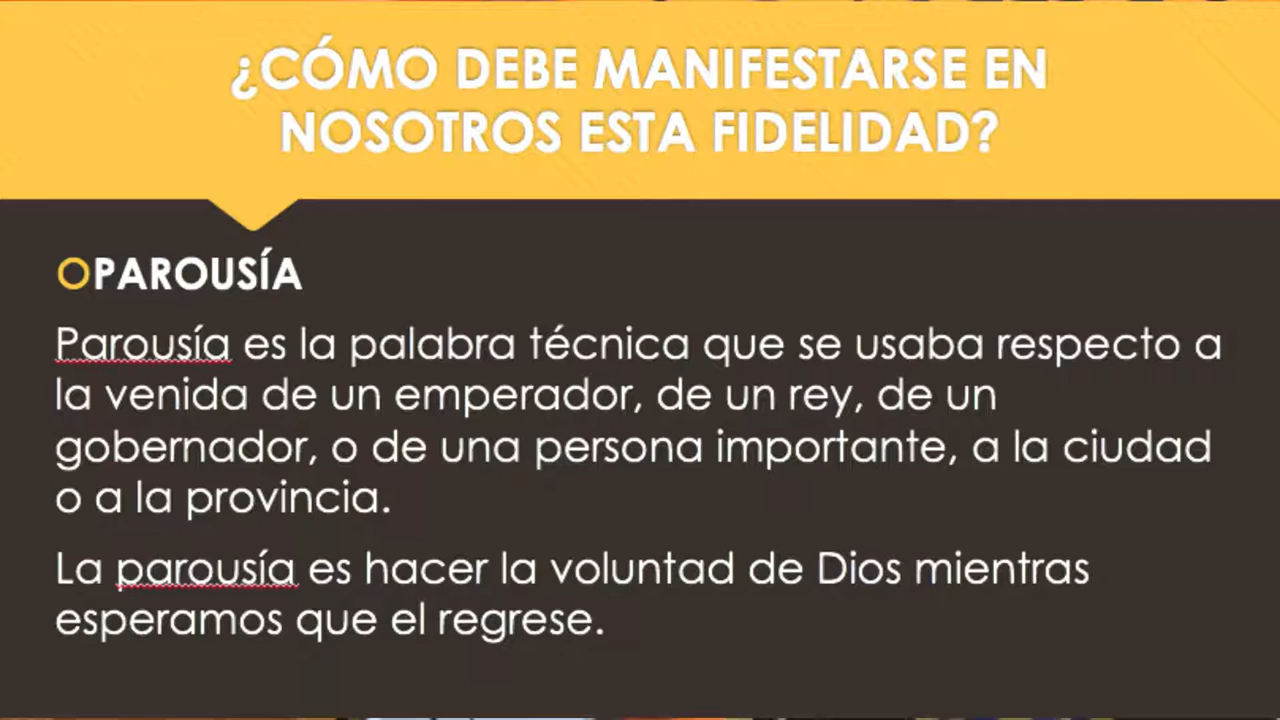 ¿CÓMO DEBE MANIFESTARSE EN
NOSOTROS ESTA FIDELIDAD?
PAROUSÍA
Parousía es la palabra técnica que se usaba respecto a
la venida de un emperador, de un rey, de un
gobernador, o de una persona importante, a la ciudad
o a la provincia.
La parousía es hacer la voluntad de Dios mientras
esperamos que el regrese.